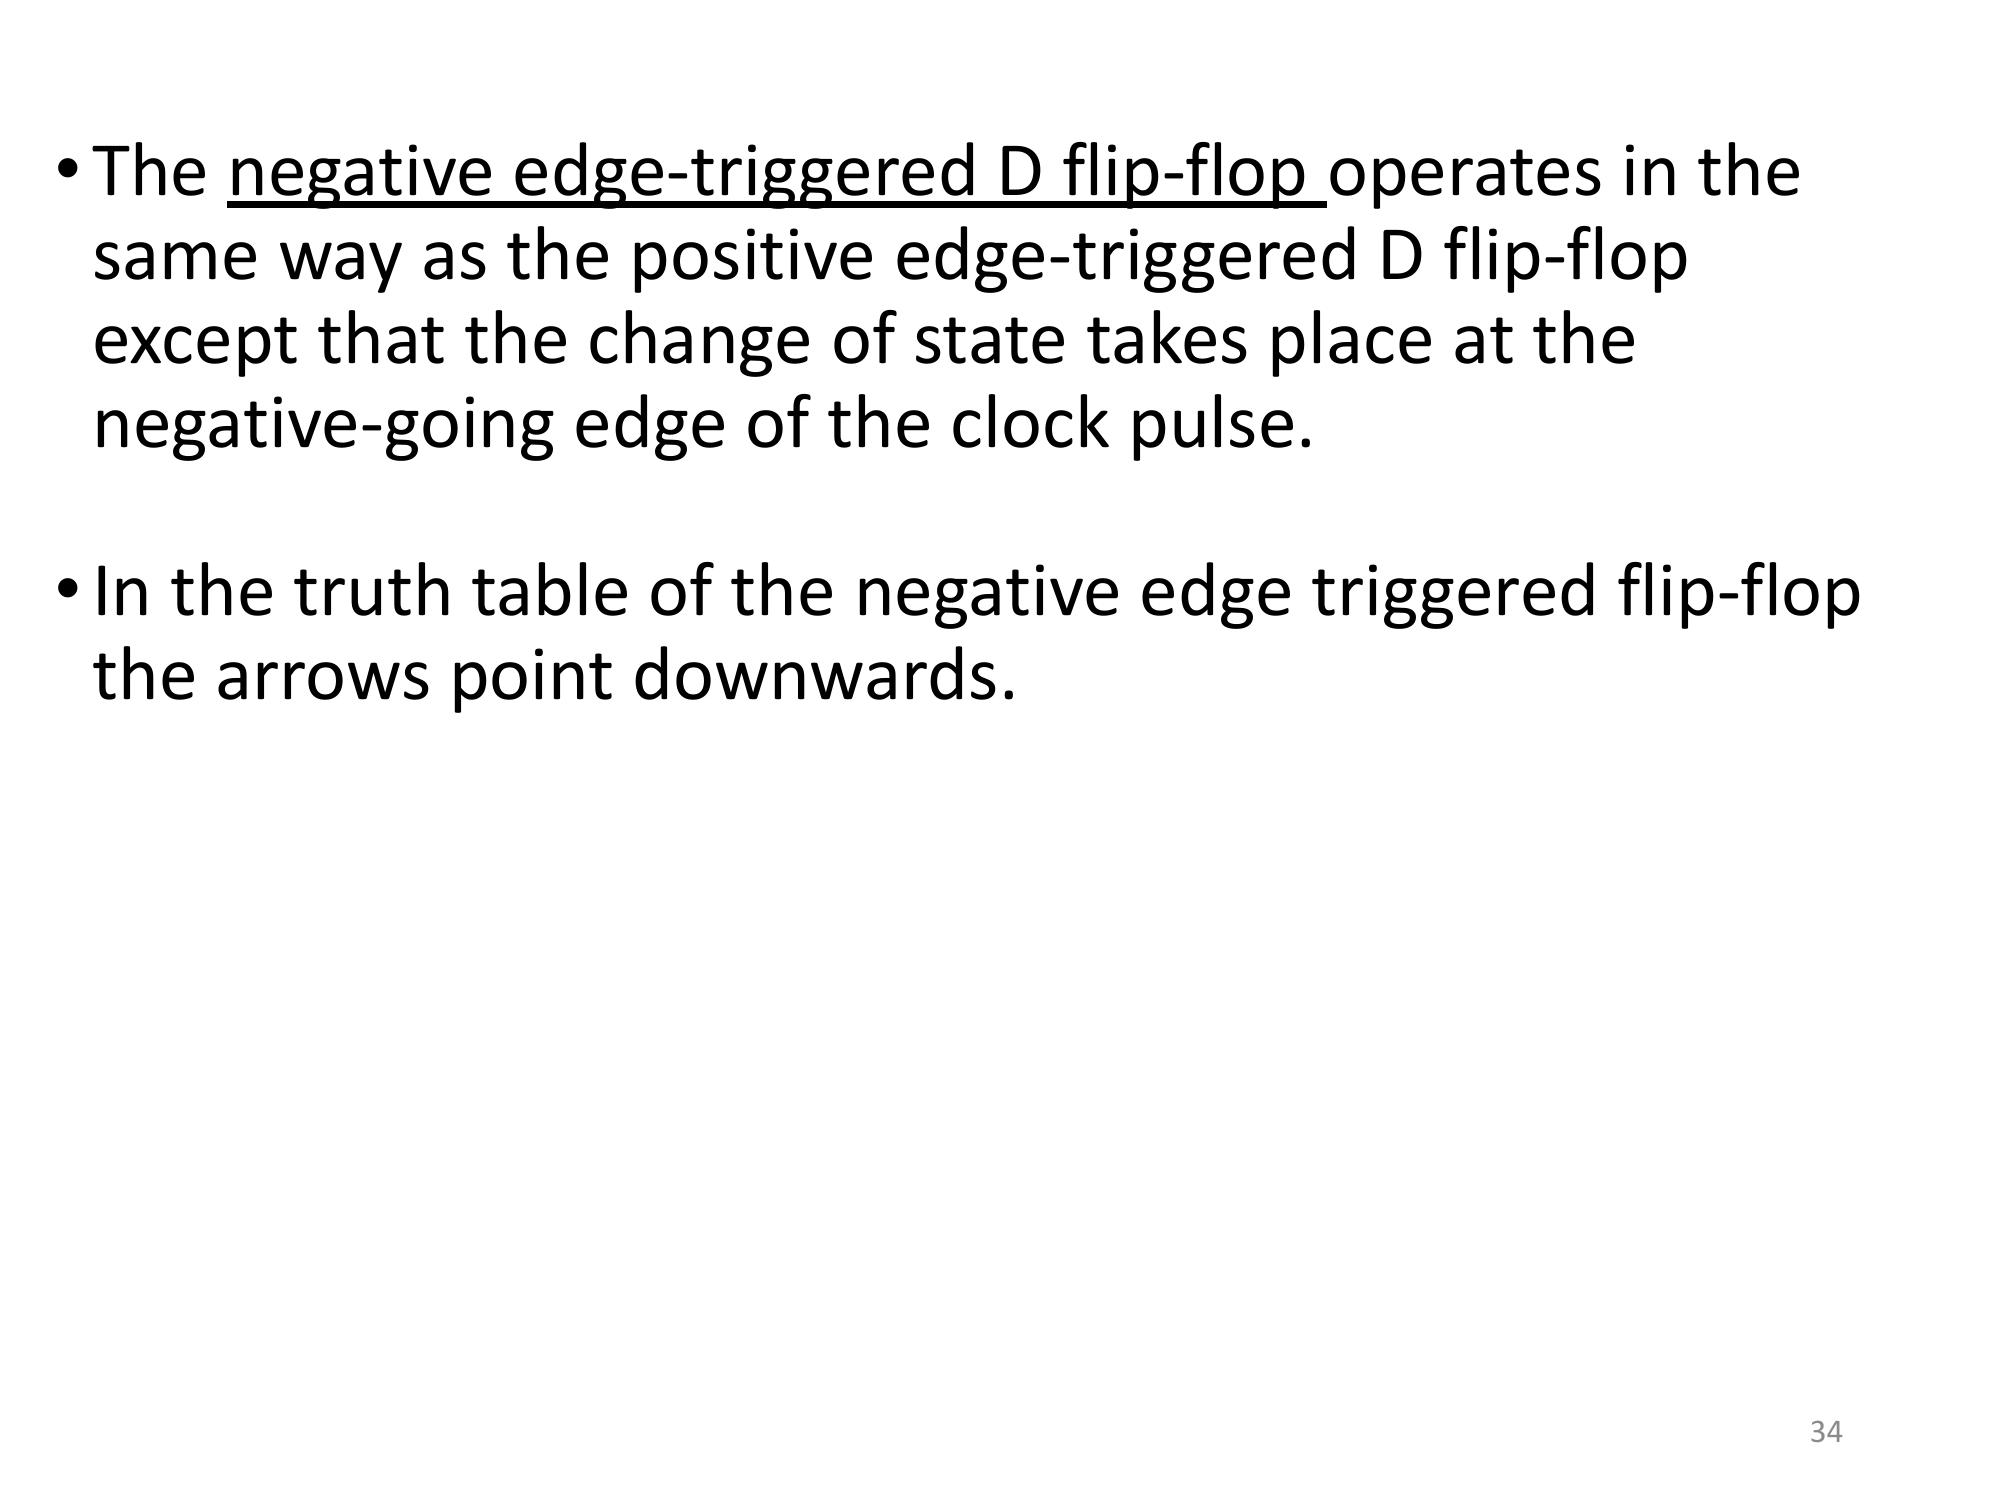 • The negative edge-triggered D flip-flop operates in the
same way as the positive edge-triggered D flip-flop
except that the change of state takes place at the
negative-going edge of the clock pulse.
• In the truth table of the negative edge triggered flip-flop
the arrows point downwards.
34